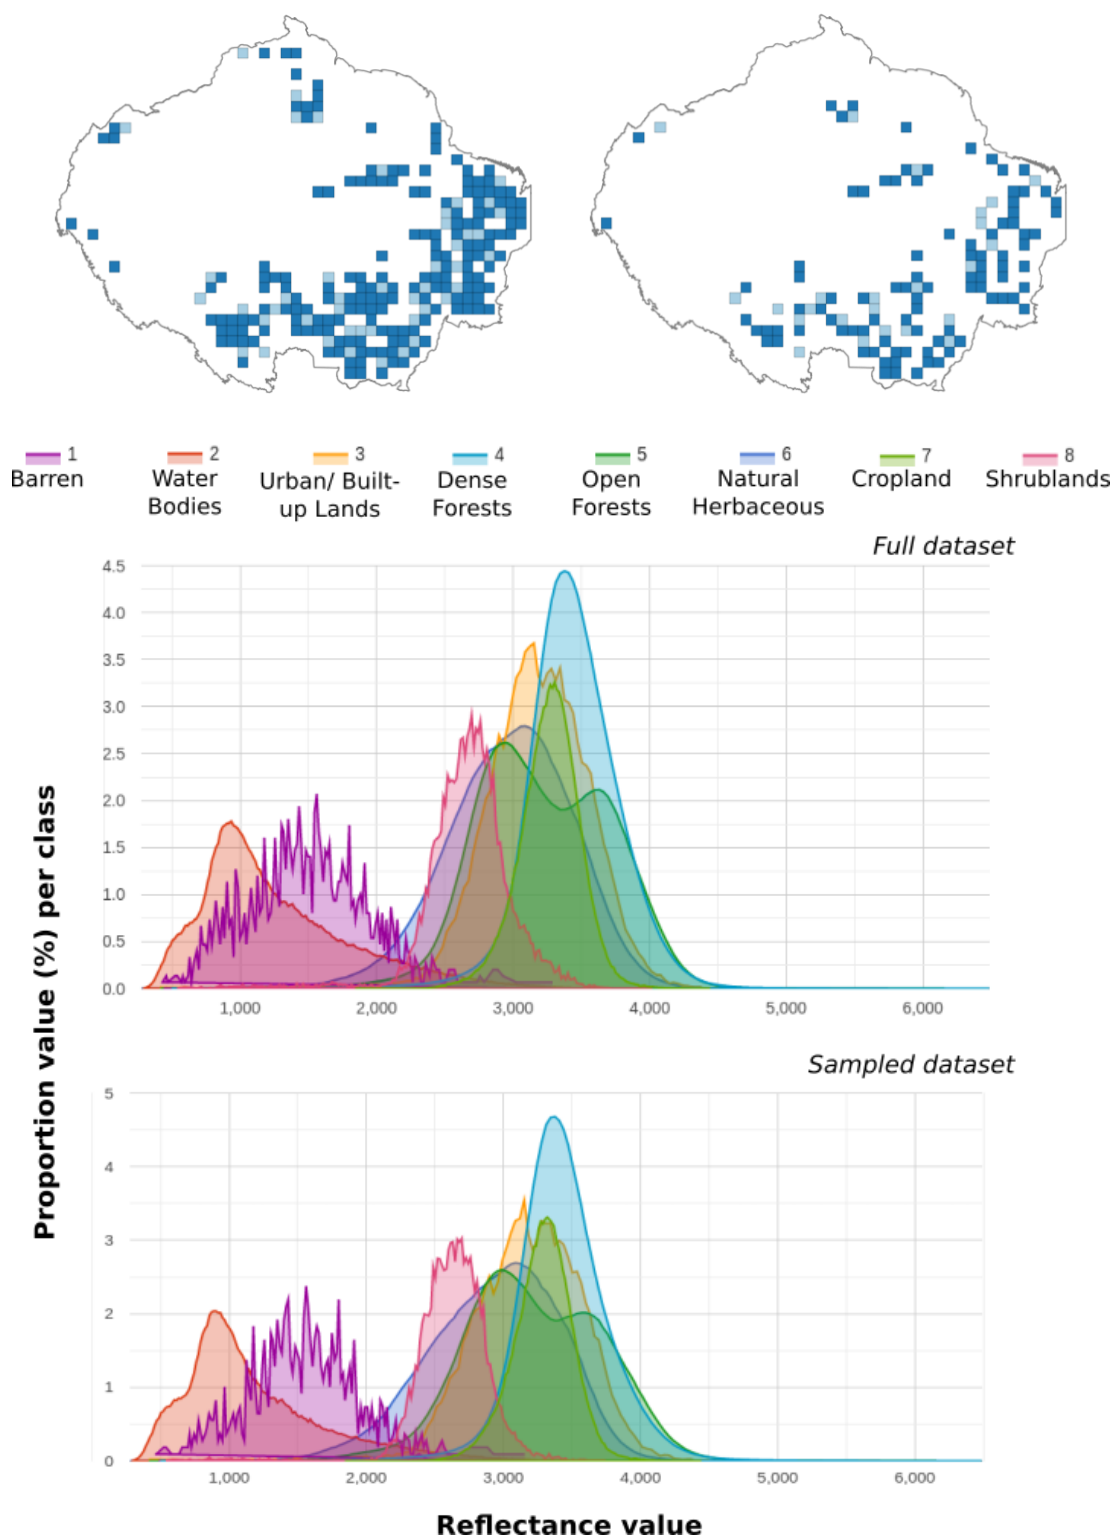 1 2 3 4 5 6 7 8
Barren Water Urban/ Built- Dense Open Natural Cropland Shrublands
Bodies up Lands Forests Forests Herbaceous
Full dataset
4.5
4.0
3.5
3.0
2.5
2.0
1.5
1.0
0.5
0.0
1,000 2,000 3,000 4,000 5,000 6,000
Proportion value (%) per class
Sampled dataset
5
4
3
2
1
0
1,000 2,000 3,000 4,000 5,000 6,000
Reflectance value